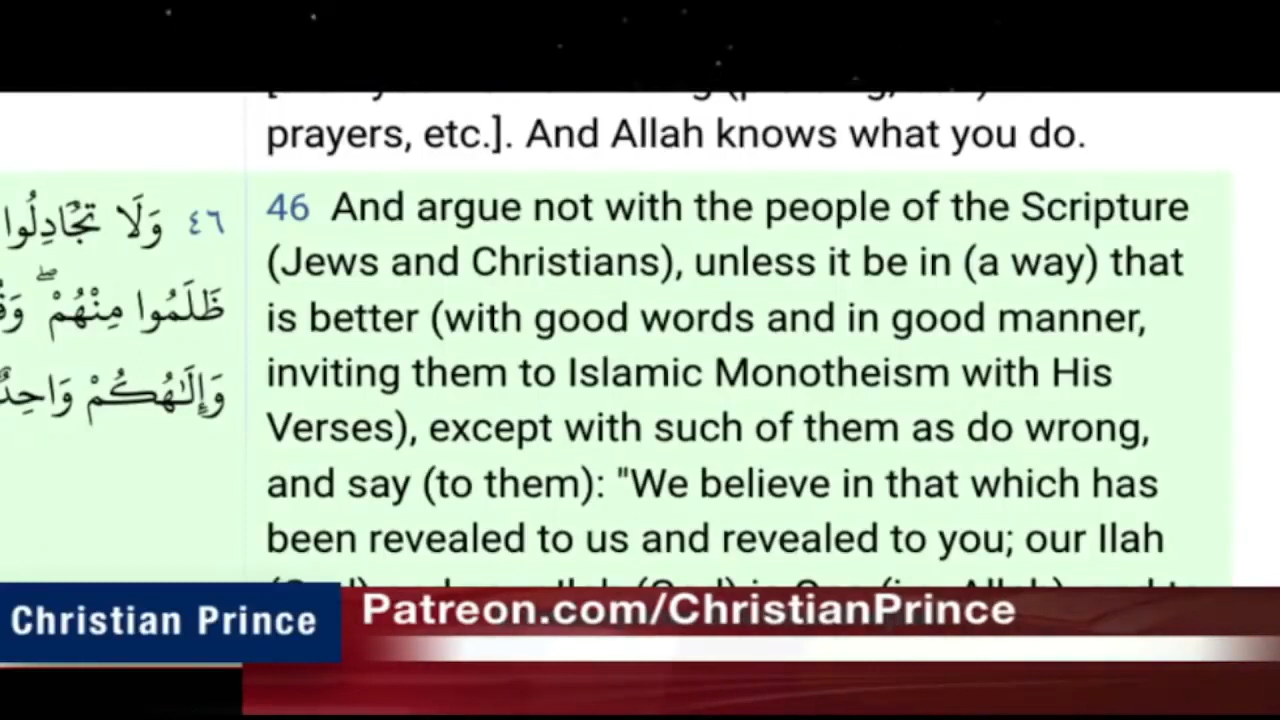 prayers, etc.]. And Allah knows what you do.
٤٦ وَلَا تُجَادِلُوا
ظَلَمُوا مِنْهُمْ ۖ
وَإِلَـٰهُكُمْ وَاحِدٌ
46 And argue not with the people of the Scripture
(Jews and Christians), unless it be in (a way) that
is better (with good words and in good manner,
inviting them to Islamic Monotheism with His
Verses), except with such of them as do wrong,
and say (to them): "We believe in that which has
been revealed to us and revealed to you; our Ilah
Christian Prince
Patreon.com/ChristianPrince